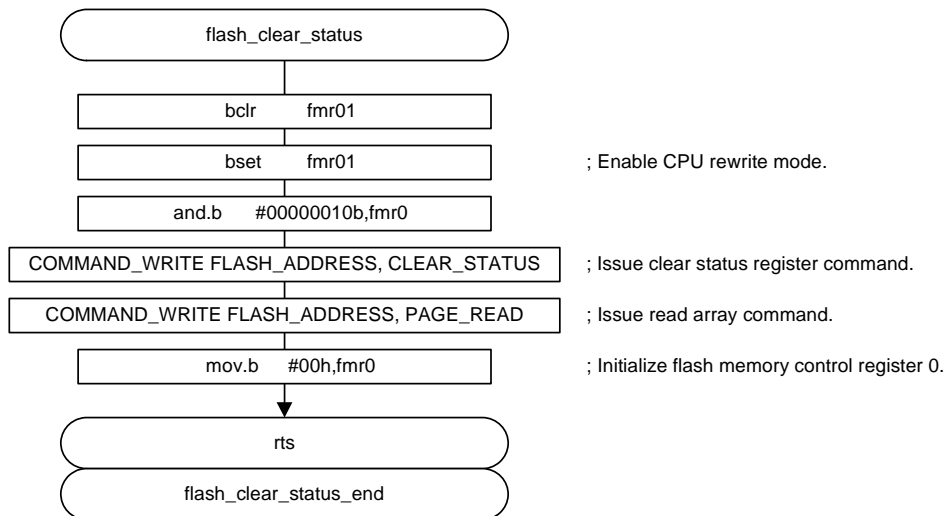 flash_clear_status
bclr fmr01
bset fmr01 ; Enable CPU rewrite mode.
and.b #00000010b,fmr0
COMMAND_WRITE FLASH_ADDRESS, CLEAR_STATUS ; Issue clear status register command.
COMMAND_WRITE FLASH_ADDRESS, PAGE_READ ; Issue read array command.
mov.b #00h,fmr0 ; Initialize flash memory control register 0.
rts
flash_clear_status_end